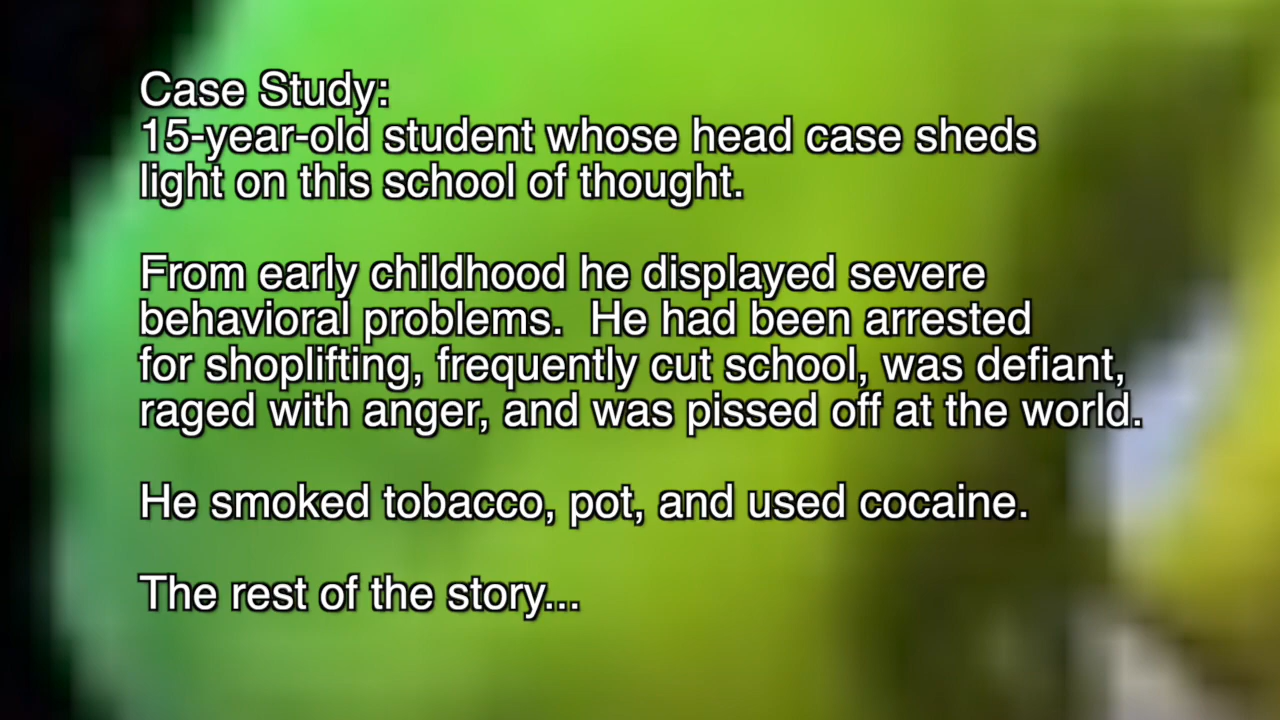 Case Study:
15-year-old student whose head case sheds
light on this school of thought.
From early childhood he displayed severe
behavioral problems.  He had been arrested
for shoplifting, frequently cut school, was defiant,
raged with anger, and was pissed off at the world.
He smoked tobacco, pot, and used cocaine.
The rest of the story...